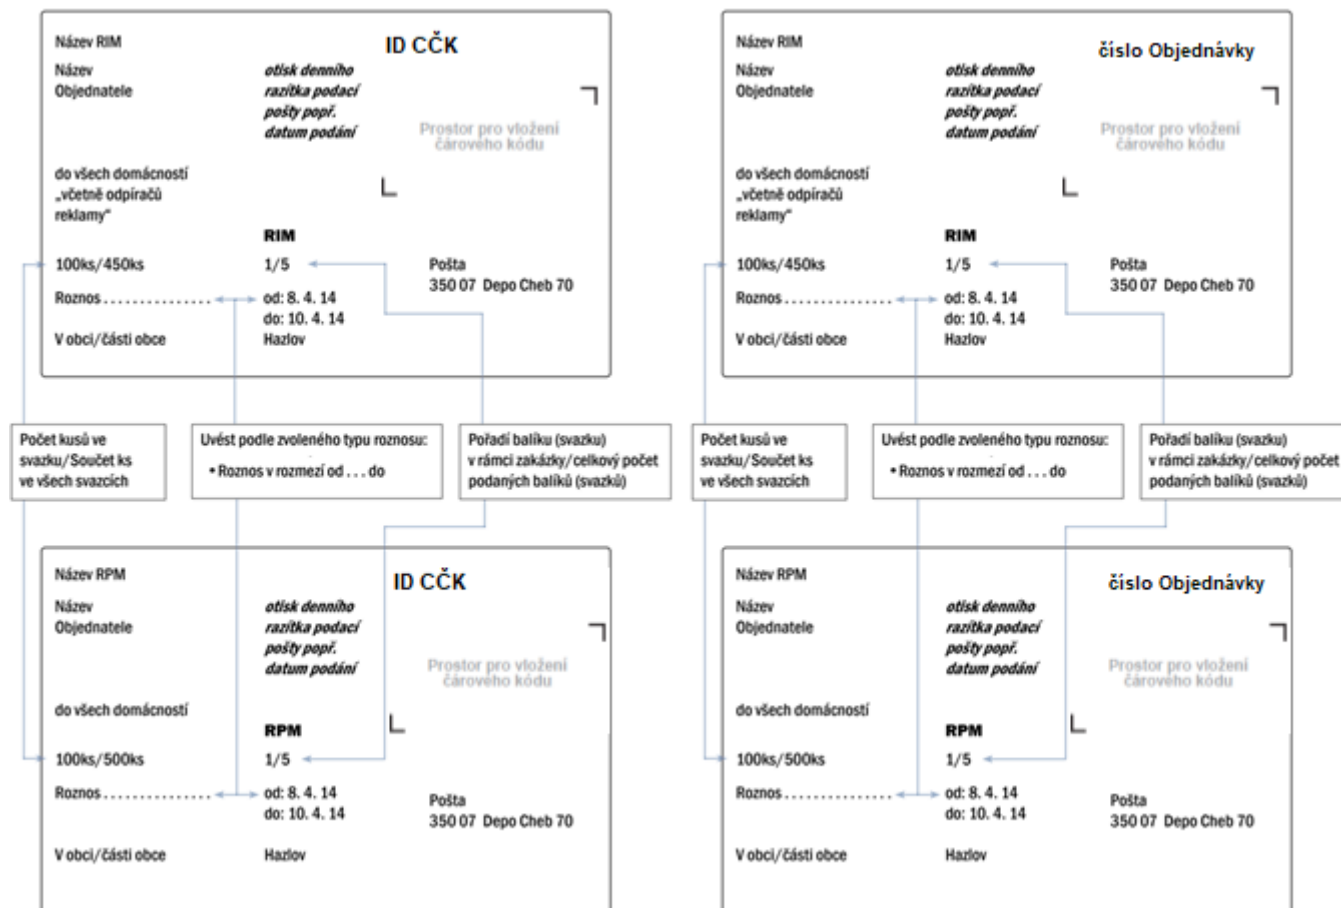 Název RIM
ID CČK
Název
Objednatele
otisk denního
razítka podací
pošty popř.
datum podání
Prostor pro vložení
čárového kódu
do všech domácností
„včetně odpíračů
reklamy“
RIM
100ks/450ks
1/5
Pošta
350 07 Depo Cheb 70
Roznos . . . . . . . . . . . . . . . . . . .
od: 8. 4. 14
do: 10. 4. 14
V obci/části obce
Hazlov
Název RIM
číslo Objednávky
Název
Objednatele
otisk denního
razítka podací
pošty popř.
datum podání
Prostor pro vložení
čárového kódu
do všech domácností
„včetně odpíračů
reklamy“
RIM
100ks/450ks
1/5
Pošta
350 07 Depo Cheb 70
Roznos . . . . . . . . . . . . . . . . . . .
od: 8. 4. 14
do: 10. 4. 14
V obci/části obce
Hazlov
Počet kusů ve
svazku/Součet ks
ve všech svazcích
Uvést podle zvoleného typu roznosu:
• Roznos v rozmezí od . . . do
Pořadí balíku (svazku)
v rámci zakázky/celkový počet
podaných balíků (svazků)
Počet kusů ve
svazku/Součet ks
ve všech svazcích
Uvést podle zvoleného typu roznosu:
• Roznos v rozmezí od . . . do
Pořadí balíku (svazku)
v rámci zakázky/celkový počet
podaných balíků (svazků)
Název RPM
ID CČK
Název
Objednatele
otisk denního
razítka podací
pošty popř.
datum podání
Prostor pro vložení
čárového kódu
do všech domácností
RPM
100ks/500ks
1/5
Roznos . . . . . . . . . . . . . . . . . . .
od: 8. 4. 14
do: 10. 4. 14
Pošta
350 07 Depo Cheb 70
V obci/části obce
Hazlov
Název RPM
číslo Objednávky
Název
Objednatele
otisk denního
razítka podací
pošty popř.
datum podání
Prostor pro vložení
čárového kódu
do všech domácností
RPM
100ks/500ks
1/5
Roznos . . . . . . . . . . . . . . . . . . .
od: 8. 4. 14
do: 10. 4. 14
Pošta
350 07 Depo Cheb 70
V obci/části obce
Hazlov